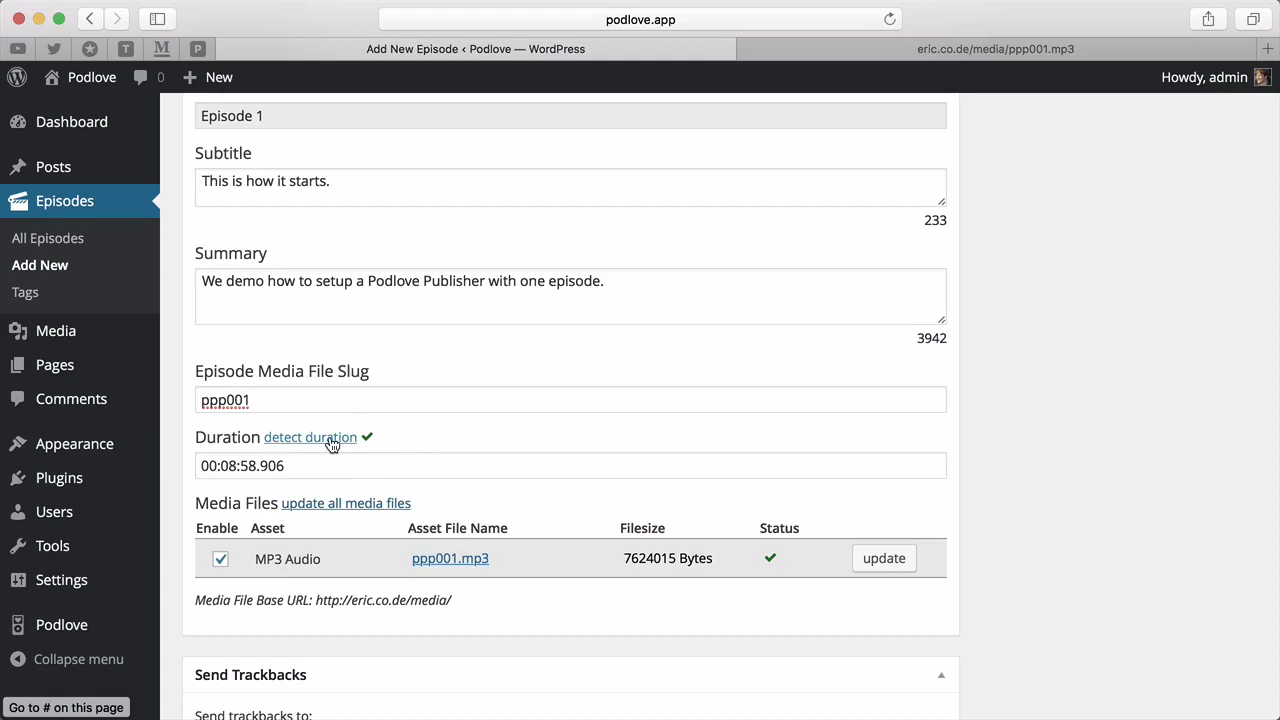 podlove.app
Add New Episode ‹ Podlove — WordPress
eric.co.de/media/ppp001.mp3
Podlove
0
New
Howdy, admin
Dashboard
Posts
Episodes
All Episodes
Add New
Tags
Media
Pages
Comments
Appearance
Plugins
Users
Tools
Settings
Podlove
Collapse menu
Go to # on this page
Episode 1
Subtitle
This is how it starts.
233
Summary
We demo how to setup a Podlove Publisher with one episode.
3942
Episode Media File Slug
ppp001
Duration detect duration
00:08:58.906
Media Files update all media files
Enable Asset Asset File Name Filesize Status
MP3 Audio ppp001.mp3 7624015 Bytes update
Media File Base URL: http://eric.co.de/media/
Send Trackbacks
Send trackbacks to: